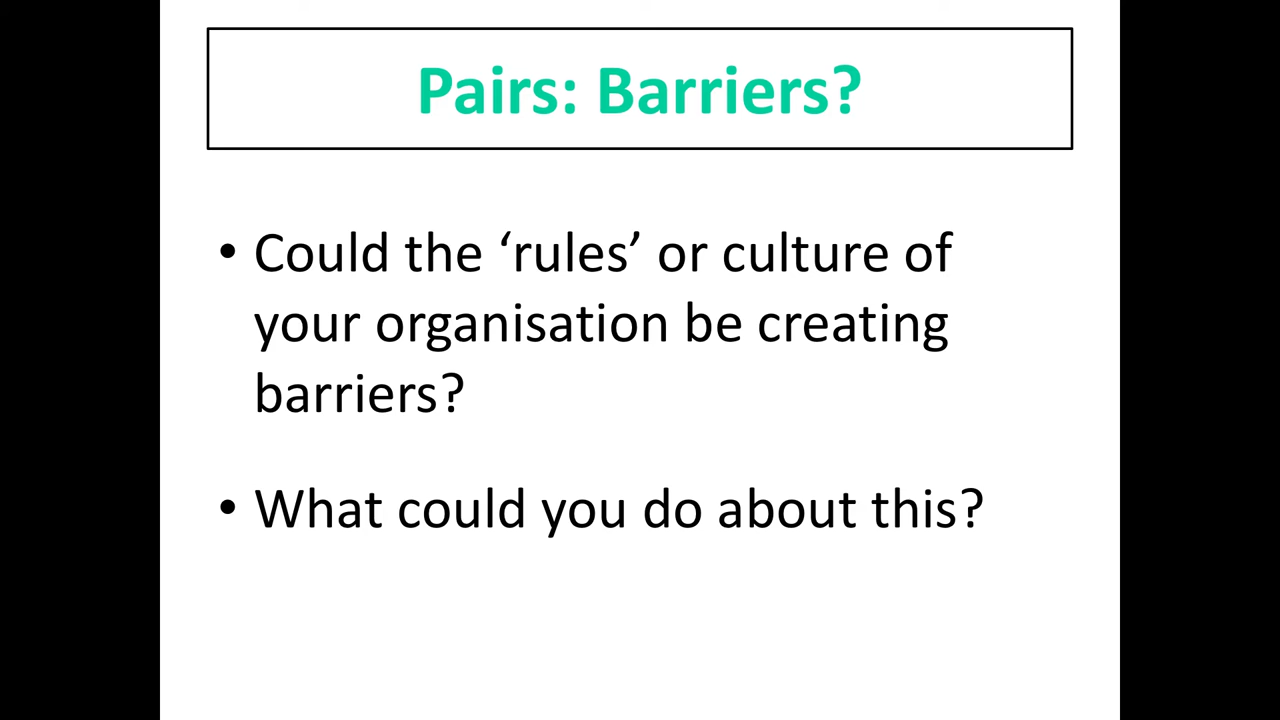 Pairs: Barriers?
• Could the ‘rules’ or culture of
your organisation be creating
barriers?
• What could you do about this?